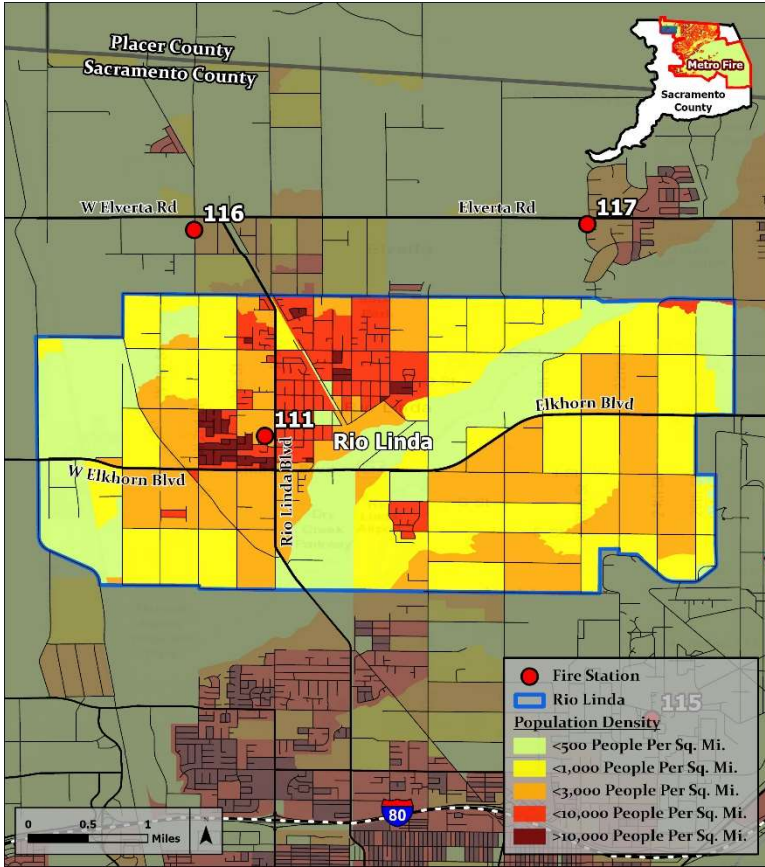 Placer County
Sacramento County
Metro Fire
Sacramento
County
W Elverta Rd
116
Elverta Rd
117
111
Elkhorn Blvd
Rio Linda
W Elkhorn Blvd
Rio Linda Blvd
115
Fire Station
Rio Linda
Population Density
<500 People Per Sq. Mi.
<1,000 People Per Sq. Mi.
<3,000 People Per Sq. Mi.
<10,000 People Per Sq. Mi.
>10,000 People Per Sq. Mi.
0 0.5 1
Miles
80